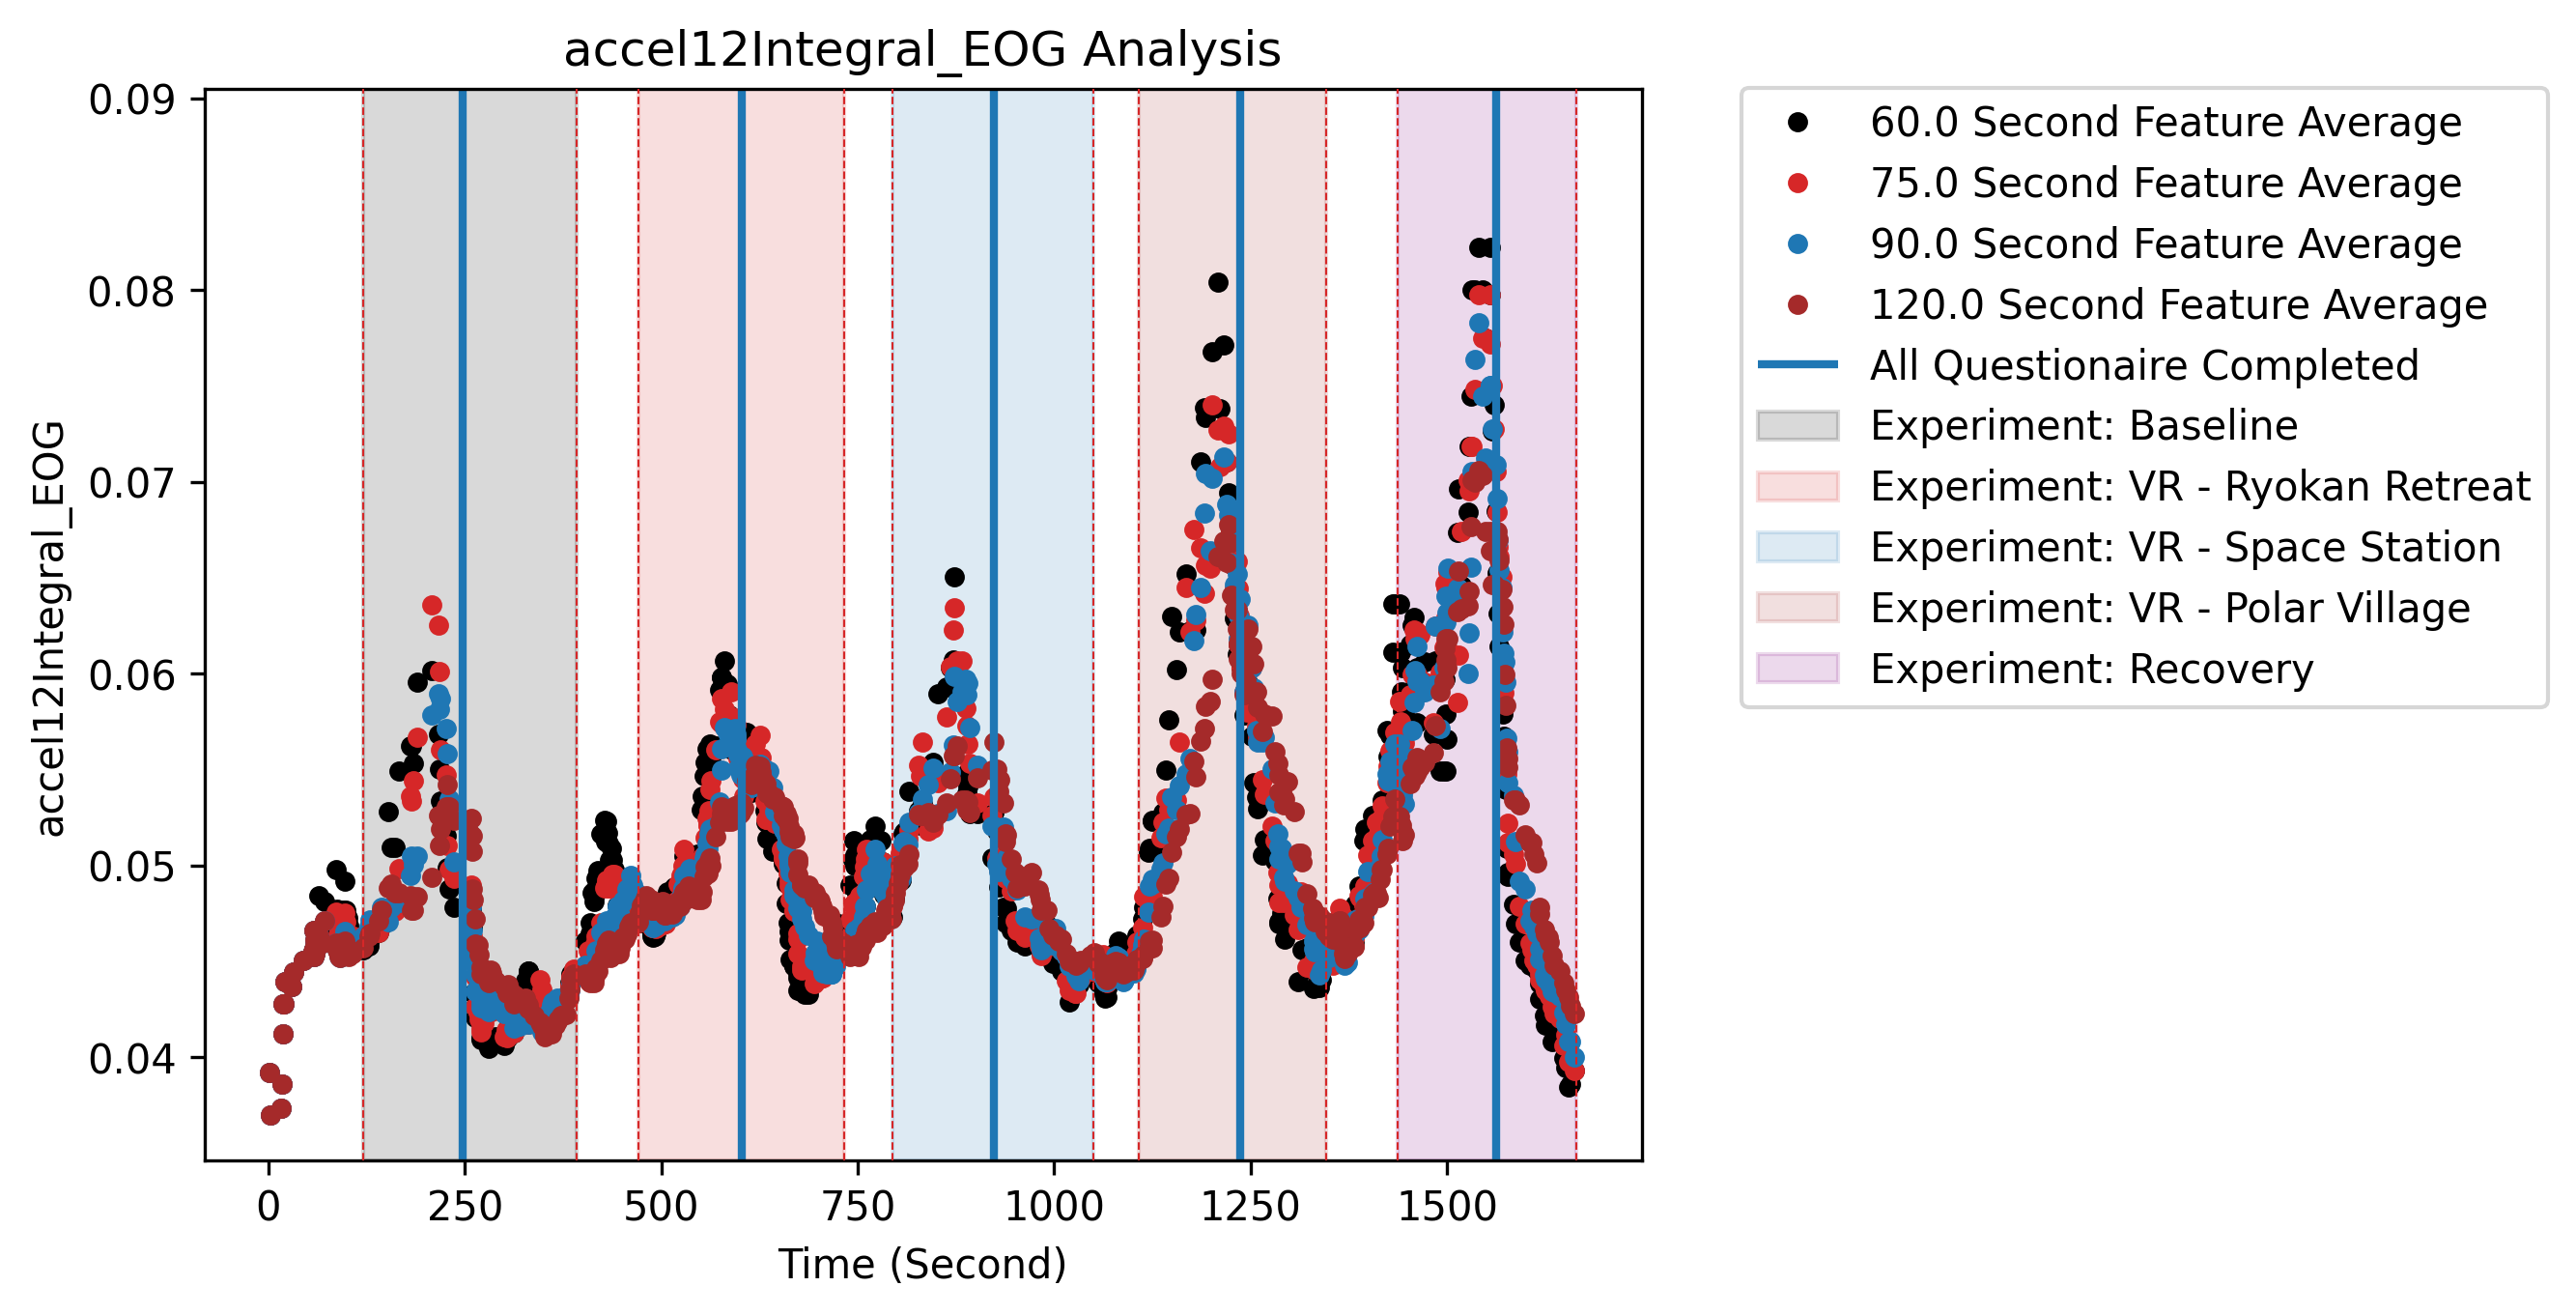 accel12Integral_EOG Analysis
0.09
0.08
0.07
0.06
0.05
0.04
accel12Integral_EOG
0
250
500
750
1000
1250
1500
Time (Second)
60.0 Second Feature Average
75.0 Second Feature Average
90.0 Second Feature Average
120.0 Second Feature Average
All Questionaire Completed
Experiment: Baseline
Experiment: VR - Ryokan Retreat
Experiment: VR - Space Station
Experiment: VR - Polar Village
Experiment: Recovery